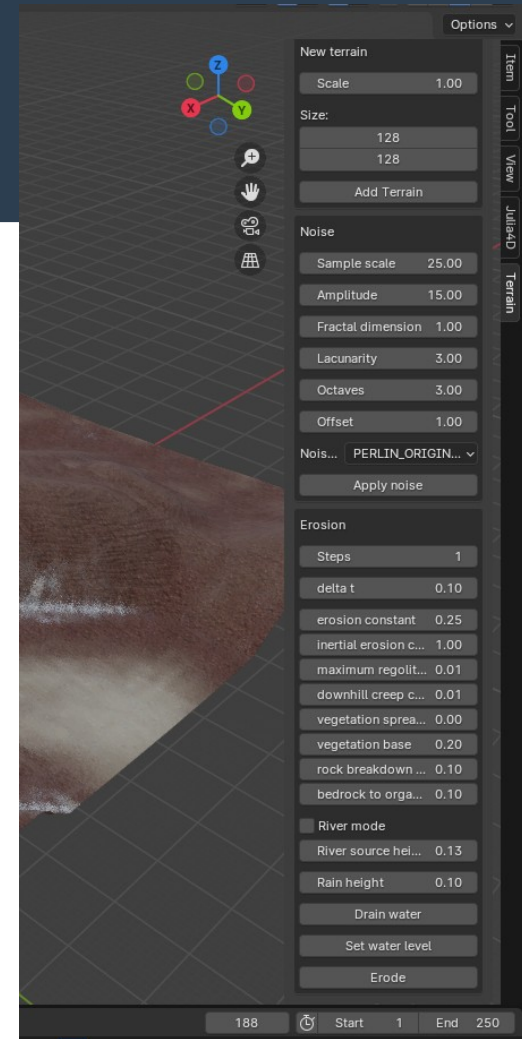 Options
New terrain
Scale 1.00
Size:
128
128
Add Terrain
Noise
Sample scale 25.00
Amplitude 15.00
Fractal dimension 1.00
Lacunarity 3.00
Octaves 3.00
Offset 1.00
Nois... PERLIN_ORIGIN...
Apply noise
Erosion
Steps 1
delta t 0.10
erosion constant 0.25
inertial erosion c... 1.00
maximum regolit... 0.01
downhill creep c... 0.01
vegetation sprea... 0.00
vegetation base 0.20
rock breakdown ... 0.10
bedrock to orga... 0.10
River mode
River source hei... 0.13
Rain height 0.10
Drain water
Set water level
Erode
Item
Tool
View
Julia4D
Terrain
Z
X
Y
188 Start 1 End 250